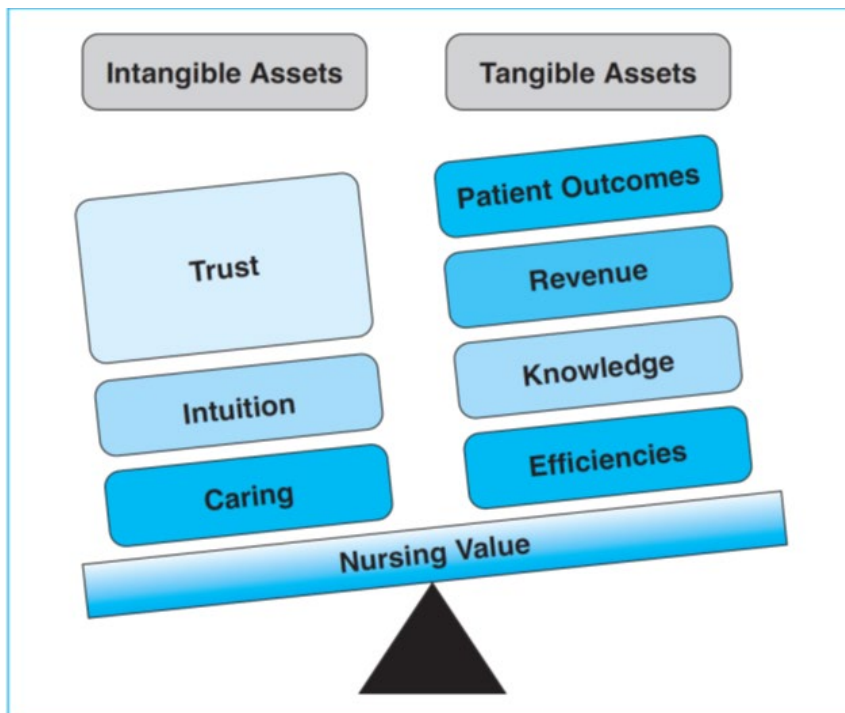 Intangible Assets
Tangible Assets
Trust
Intuition
Caring
Patient Outcomes
Revenue
Knowledge
Efficiencies
Nursing Value